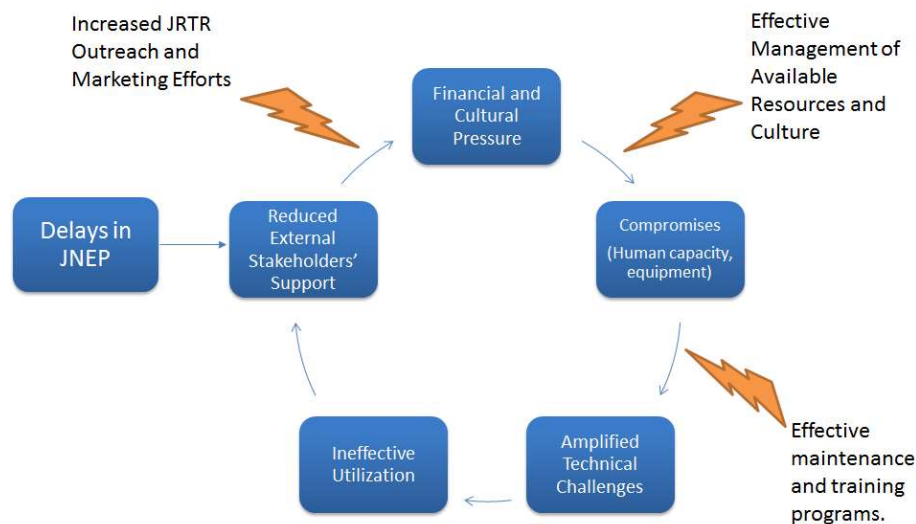 Increased JRTR
Outreach and
Marketing Efforts
Effective
Management of
Available
Resources and
Culture
Financial and
Cultural
Pressure
Delays in
JNEP
Reduced
External
Stakeholders'
Support
Compromises
(Human capacity,
equipment)
Ineffective
Utilization
Amplified
Technical
Challenges
Effective
maintenance
and training
programs.